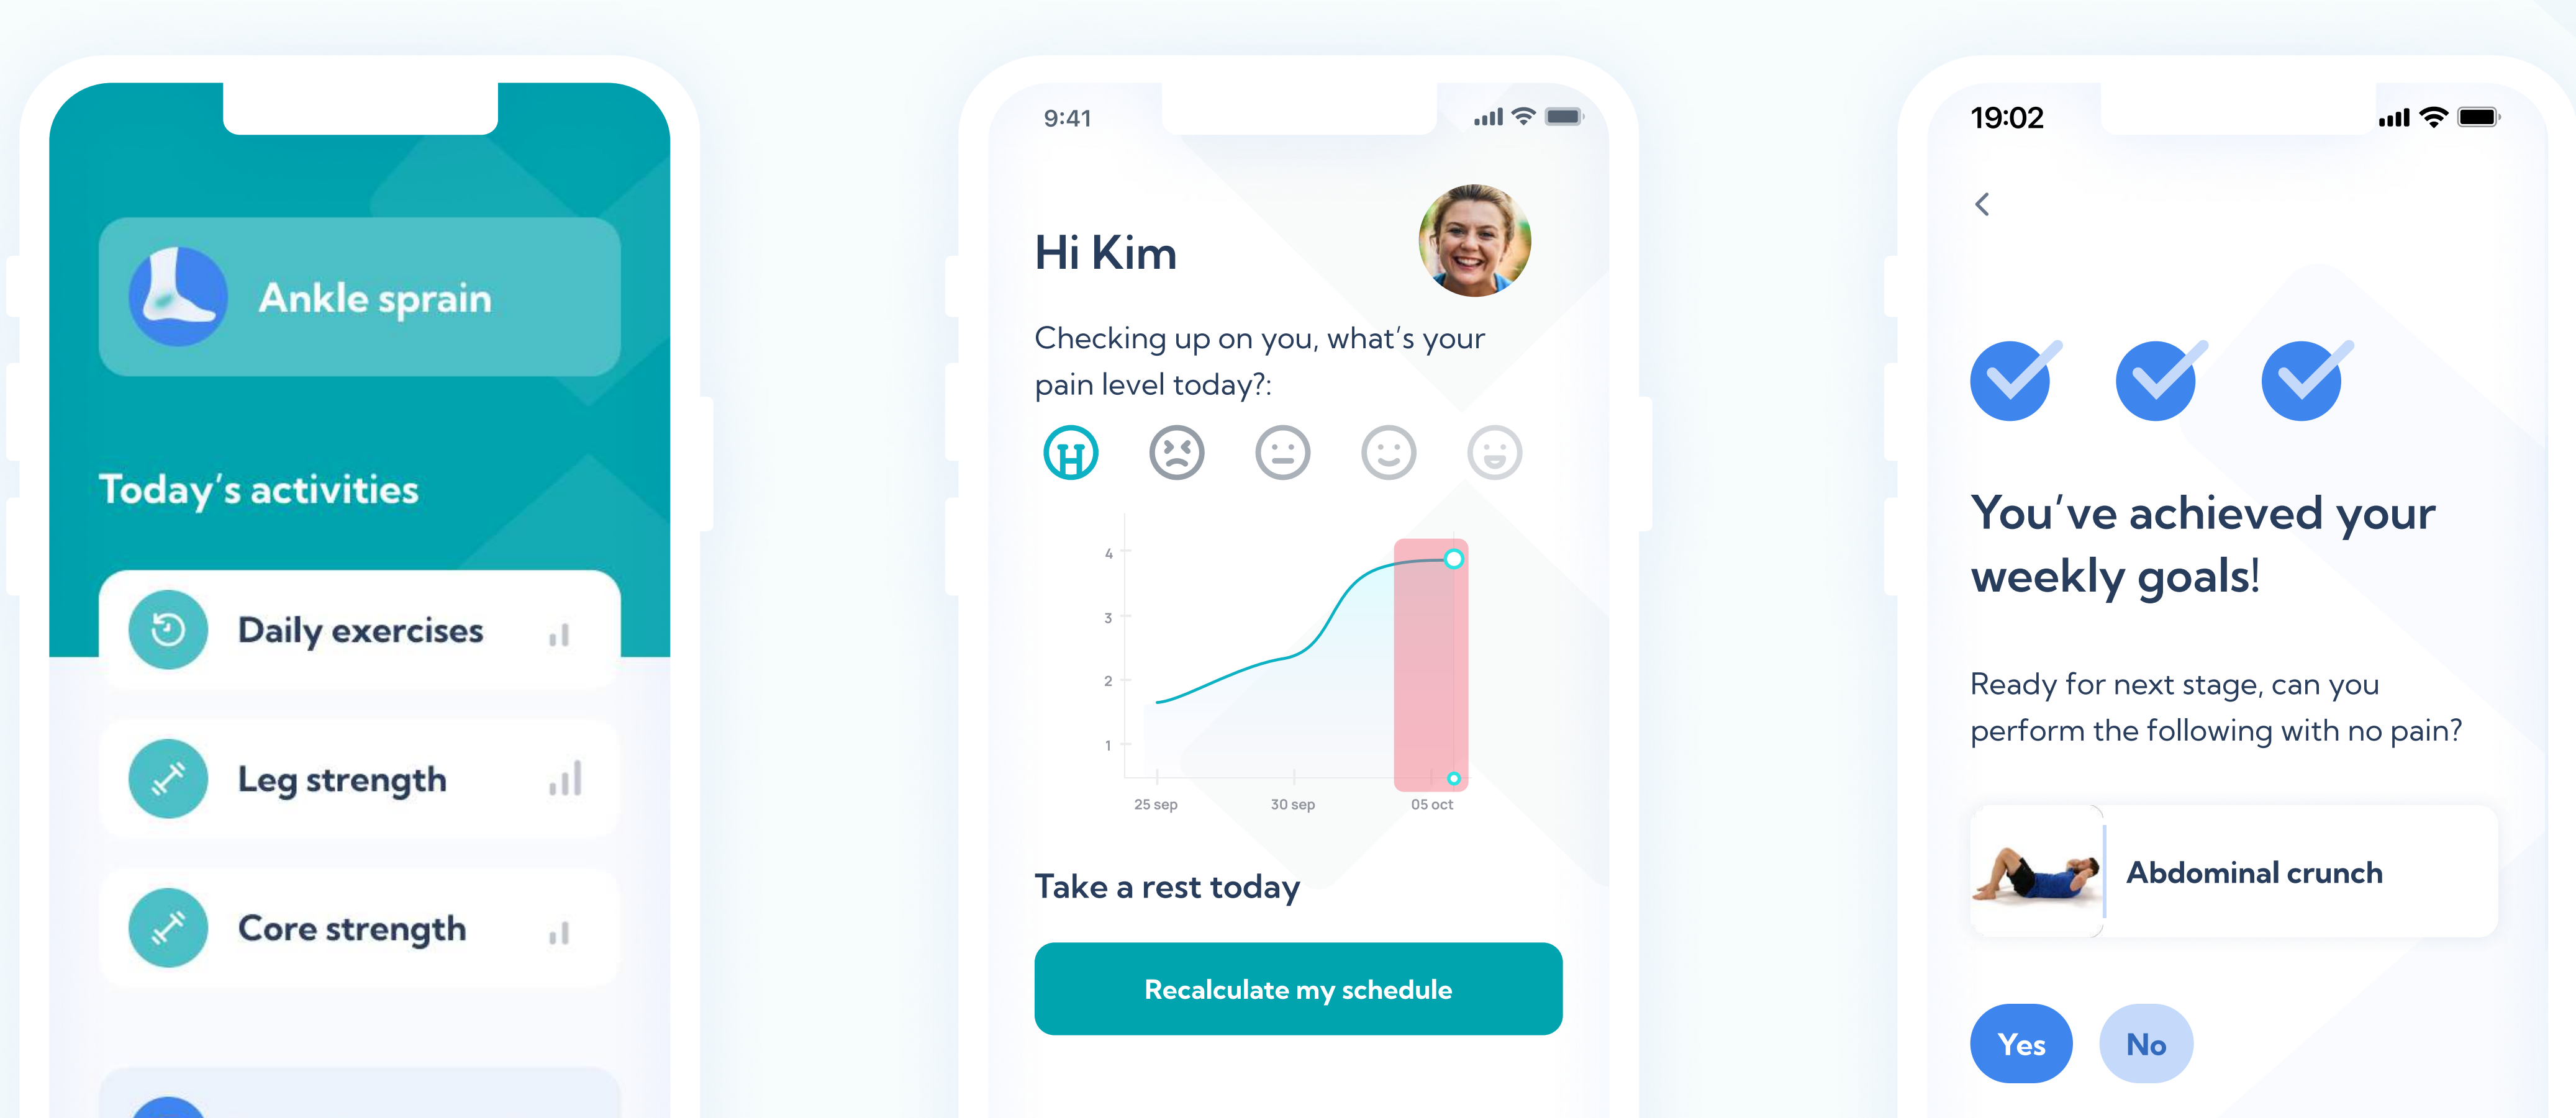 Ankle sprain
Today’s activities
Daily exercises
Leg strength
Core strength
9:41
Hi Kim
Checking up on you, what’s your
pain level today?:
4
3
2
1
25 sep
30 sep
05 oct
Take a rest today
Recalculate my schedule
19:02
You’ve achieved your
weekly goals!
Ready for next stage, can you
perform the following with no pain?
Abdominal crunch
Yes
No